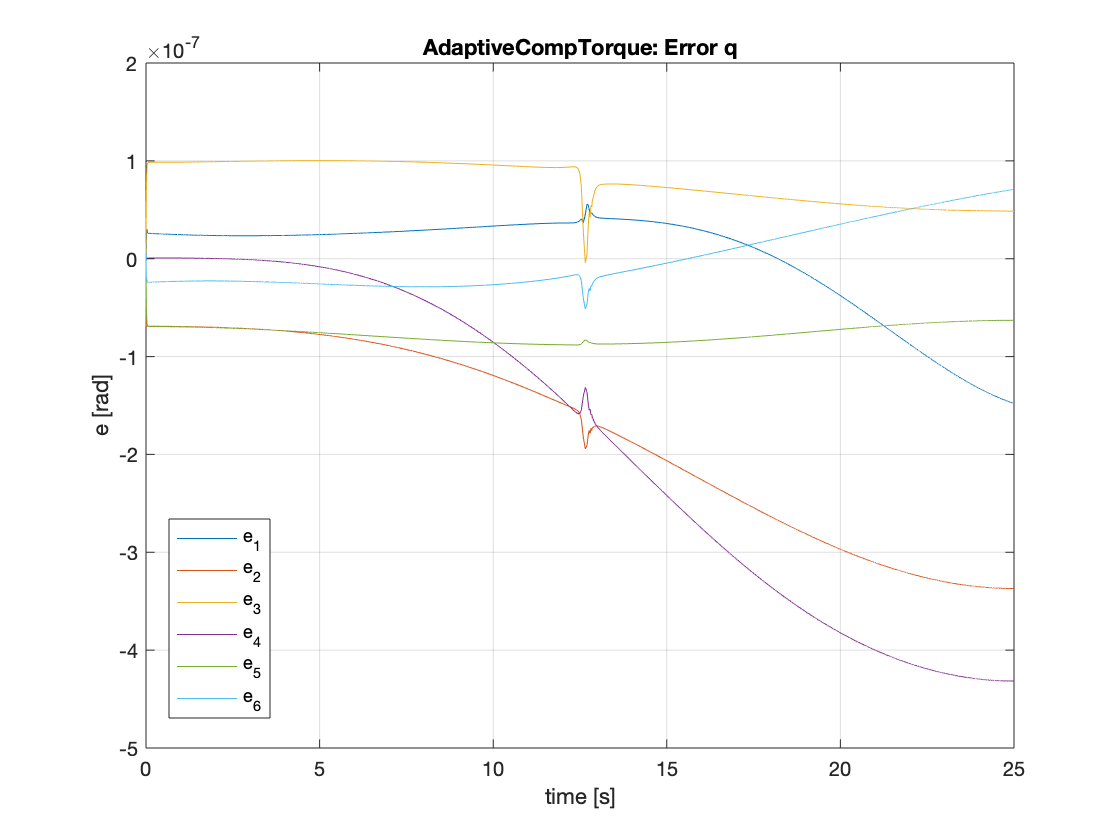 AdaptiveCompTorque: Error q
×10^-7
2
1
0
-1
-2
-3
-4
-5
e [rad]
e_1
e_2
e_3
e_4
e_5
e_6
0 5 10 15 20 25
time [s]